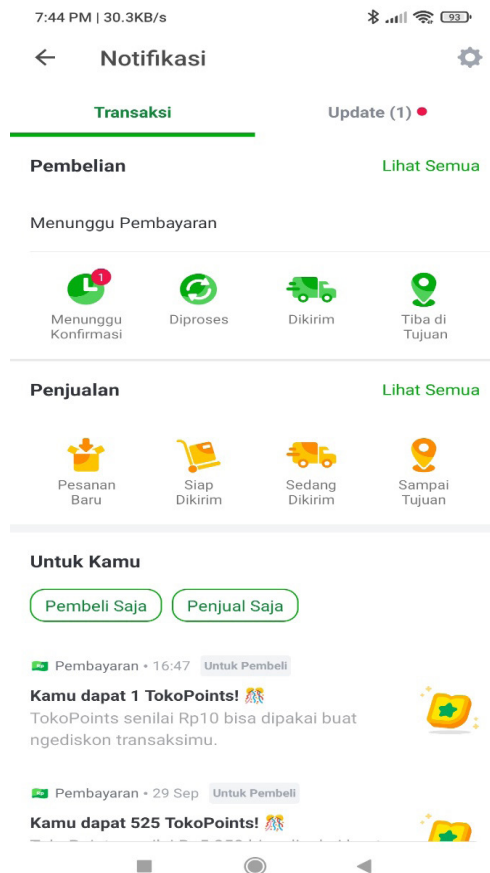 7:44 PM | 30.3KB/s
93
Notifikasi
Transaksi
Update (1)
Pembelian
Lihat Semua
Menunggu Pembayaran
1
Menunggu Konfirmasi
Diproses
Dikirim
Tiba di Tujuan
Penjualan
Lihat Semua
Pesanan Baru
Siap Dikirim
Sedang Dikirim
Sampai Tujuan
Untuk Kamu
Pembeli Saja
Penjual Saja
Pembayaran • 16:47 Untuk Pembeli
Kamu dapat 1 TokoPoints! 🎊
TokoPoints senilai Rp10 bisa dipakai buat
ngediskon transaksimu.
Pembayaran • 29 Sep Untuk Pembeli
Kamu dapat 525 TokoPoints! 🎊